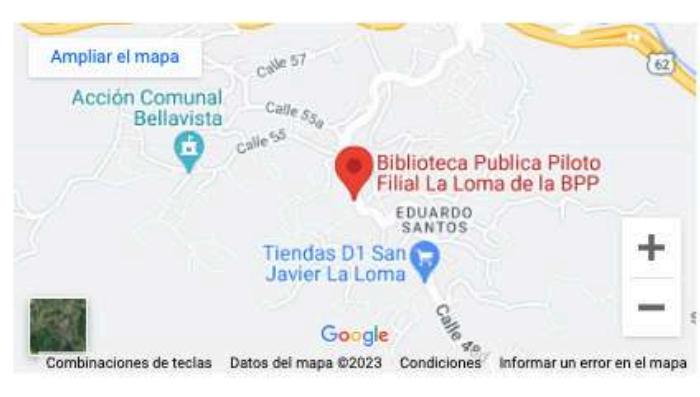 Ampliar el mapa
Calle 57
62
Acción Comunal
Bellavista
Calle 55a
Calle 55
Biblioteca Publica Piloto
Filial La Loma de la BPP
EDUARDO
SANTOS
Tiendas D1 San
Javier La Loma
+
−
Calle
Google
Combinaciones de teclas Datos del mapa ©2023 Condiciones Informar un error en el mapa